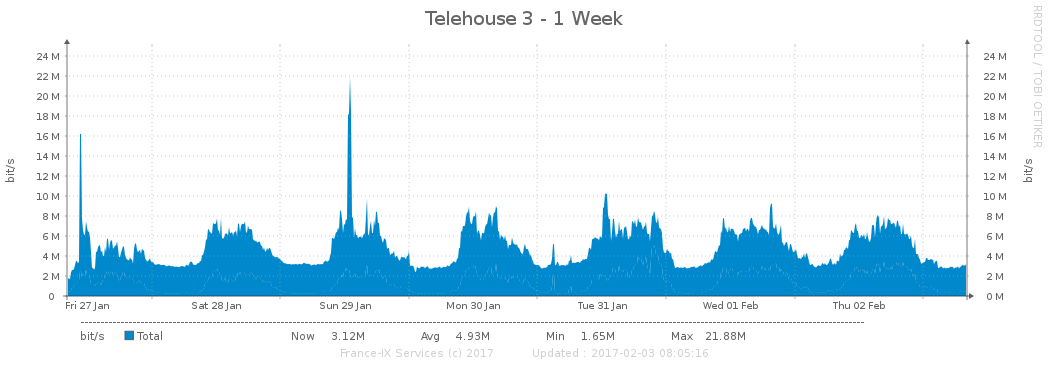 Telehouse 3 - 1 Week
RRDTOOL / TOBI OETIKER
24 M 24 M
22 M 22 M
20 M 20 M
18 M 18 M
16 M 16 M
14 M 14 M
12 M 12 M
10 M 10 M
8 M 8 M
6 M 6 M
4 M 4 M
2 M 2 M
0 0 M
bit/s
bit/s
Fri 27 Jan Sat 28 Jan Sun 29 Jan Mon 30 Jan Tue 31 Jan Wed 01 Feb Thu 02 Feb
bit/s Total Now 3.12M Avg 4.93M Min 1.65M Max 21.88M
France-IX Services (c) 2017 Updated : 2017-02-03 08:05:16